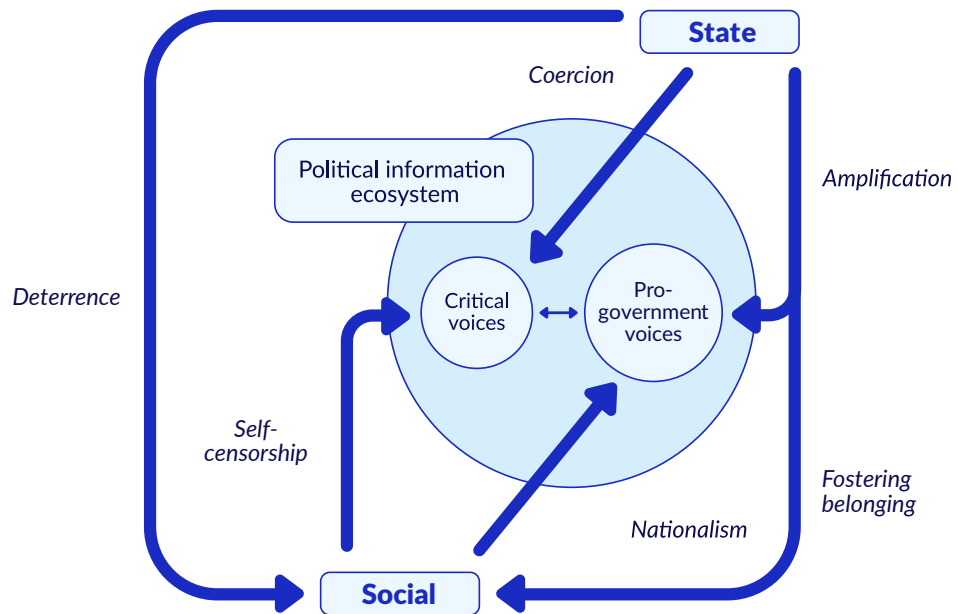 State
Coercion
Political information
ecosystem
Amplification
Deterrence
Critical
voices
Pro-
government
voices
Self-
censorship
Fostering
belonging
Nationalism
Social